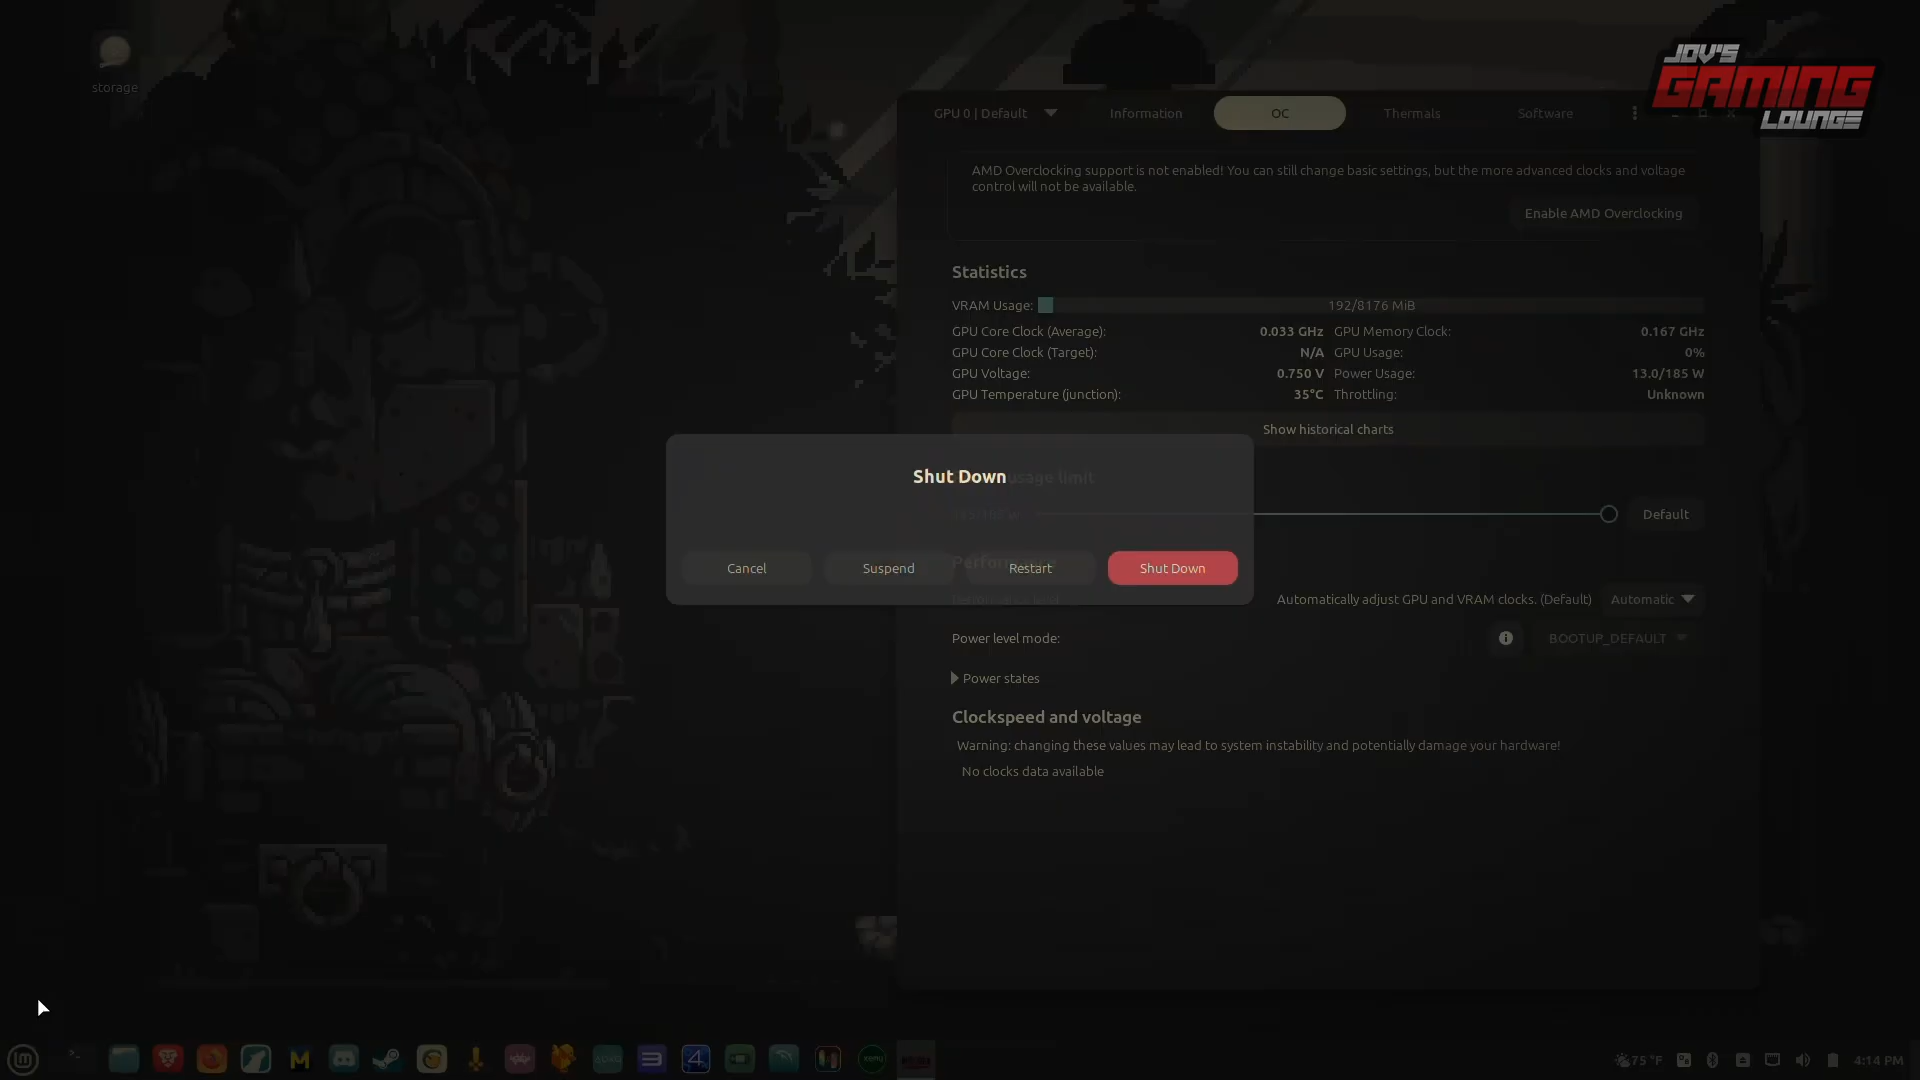 storage
JOV'S
GAMING
LOUNGE
GPU 0 | Default
Information
OC
Thermals
Software
AMD Overclocking support is not enabled! You can still change basic settings, but the more advanced clocks and voltage
control will not be available.
Enable AMD Overclocking
Statistics
VRAM Usage: 192/8176 MiB
GPU Core Clock (Average): 0.033 GHz GPU Memory Clock: 0.167 GHz
GPU Core Clock (Target): N/A GPU Usage: 0%
GPU Voltage: 0.750 V Power Usage: 13.0/185 W
GPU Temperature (junction): 35°C Throttling: Unknown
Show historical charts
Shut Down
usage limit
Default
Cancel
Suspend
Restart
Shut Down
Automatically adjust GPU and VRAM clocks. (Default) Automatic
Power level mode: BOOTUP_DEFAULT
Power states
Clockspeed and voltage
Warning: changing these values may lead to system instability and potentially damage your hardware!
No clocks data available
75 °F
4:14 PM